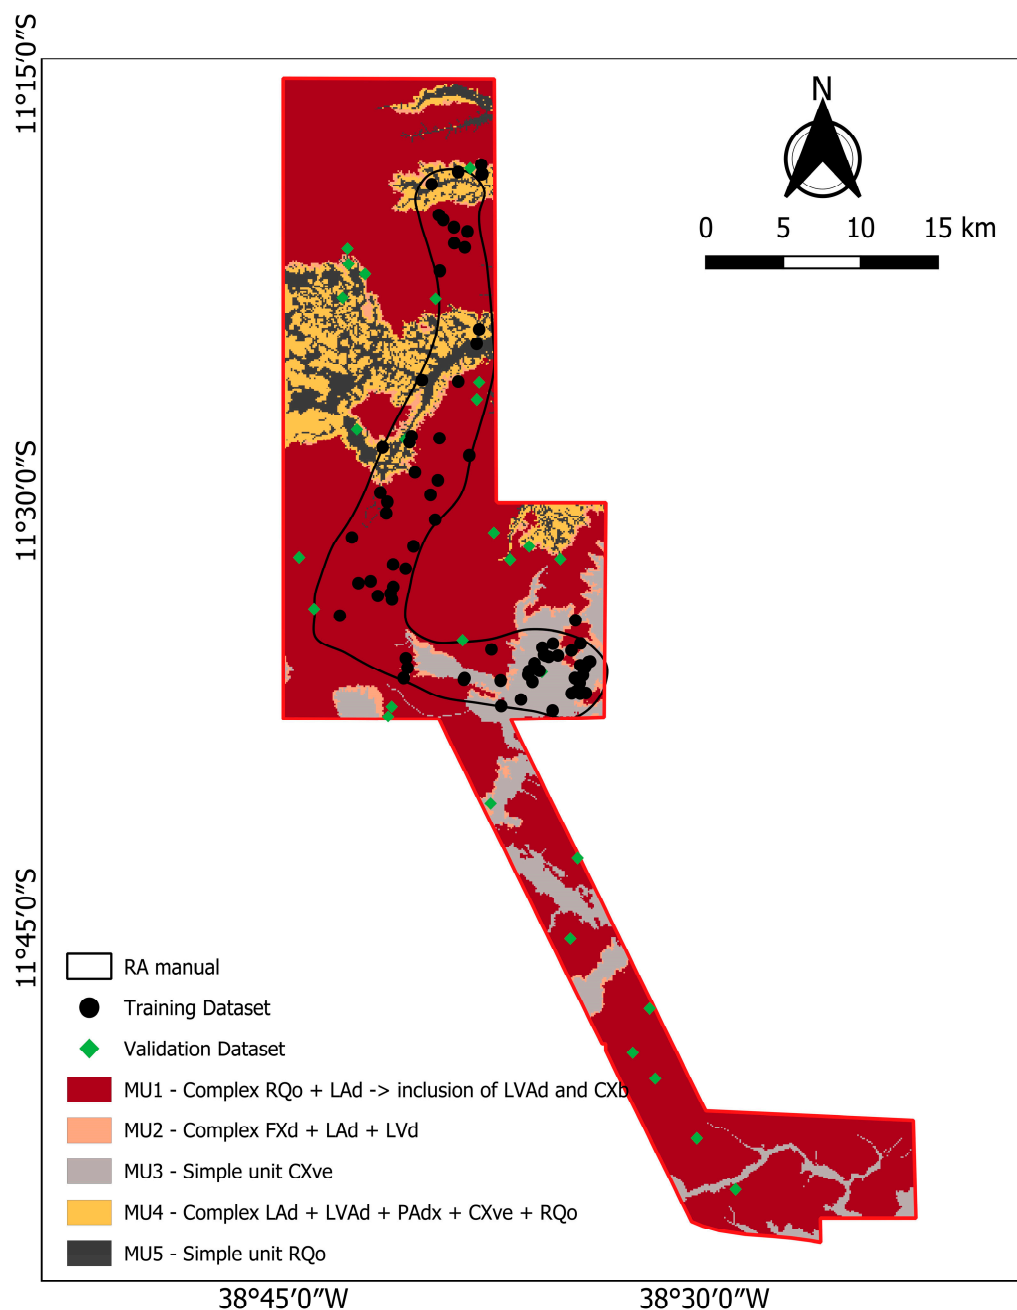 11°15′0″S
N
0 5 10 15 km
11°30′0″S
11°45′0″S
RA manual
Training Dataset
Validation Dataset
MU1 - Complex RQo + LAd -> inclusion of LVAd and CXb
MU2 - Complex FXd + LAd + LVd
MU3 - Simple unit CXve
MU4 - Complex LAd + LVAd + PAdx + CXve + RQo
MU5 - Simple unit RQo
38°45′0″W 38°30′0″W